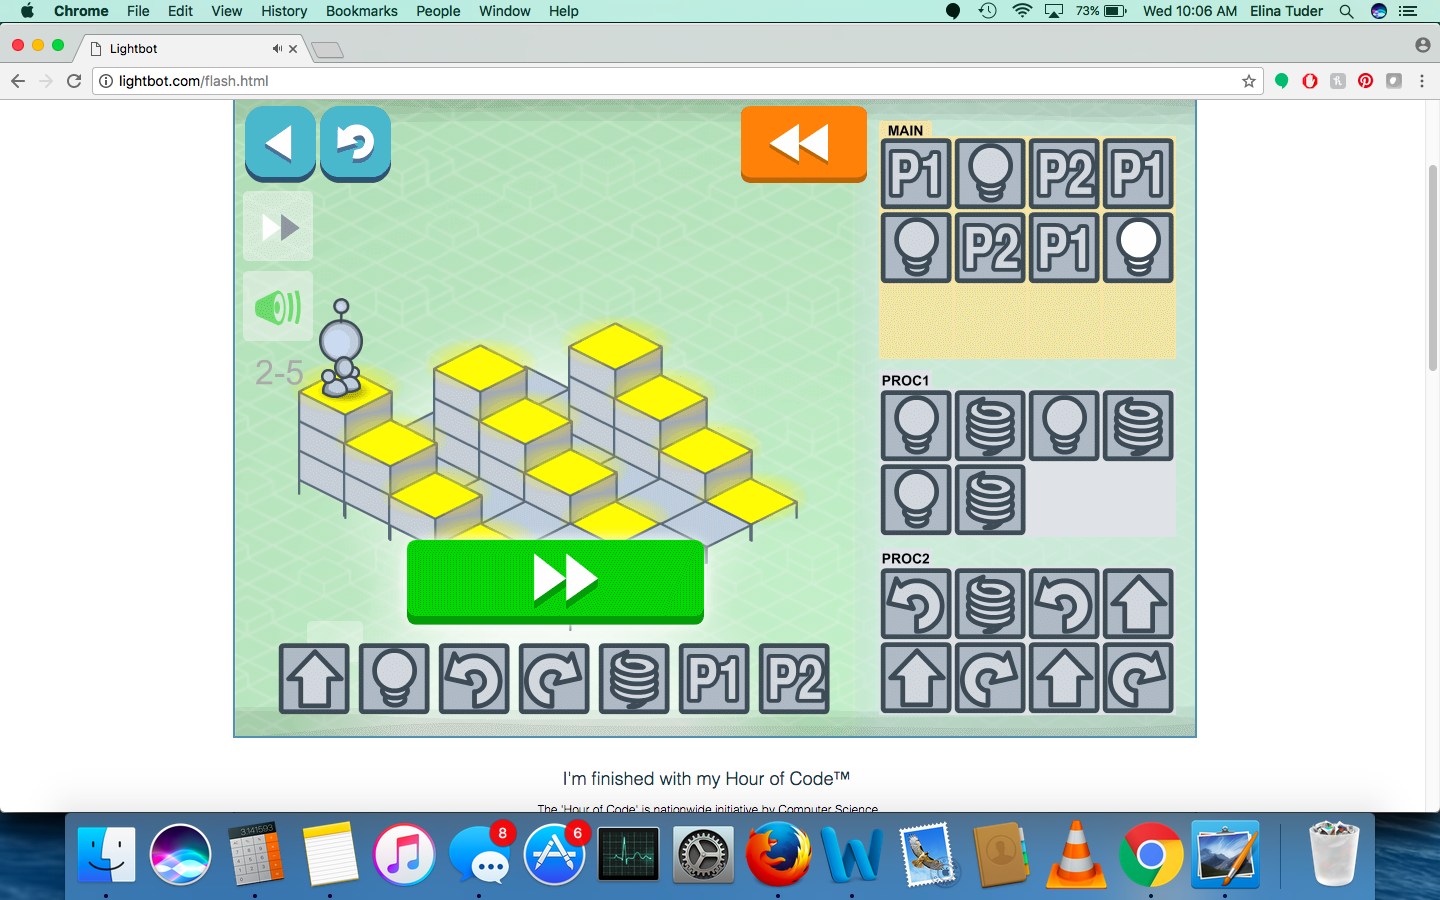 Chrome File Edit View History Bookmarks People Window Help 73% Wed 10:06 AM Elina Tuder
Lightbot
lightbot.com/flash.html
MAIN
P1 P2 P1
P2 P1
2-5
PROC1
PROC2
P1 P2
I'm finished with my Hour of Code™
The 'Hour of Code' is nationwide initiative by Computer Science
3.141593
8
6
W